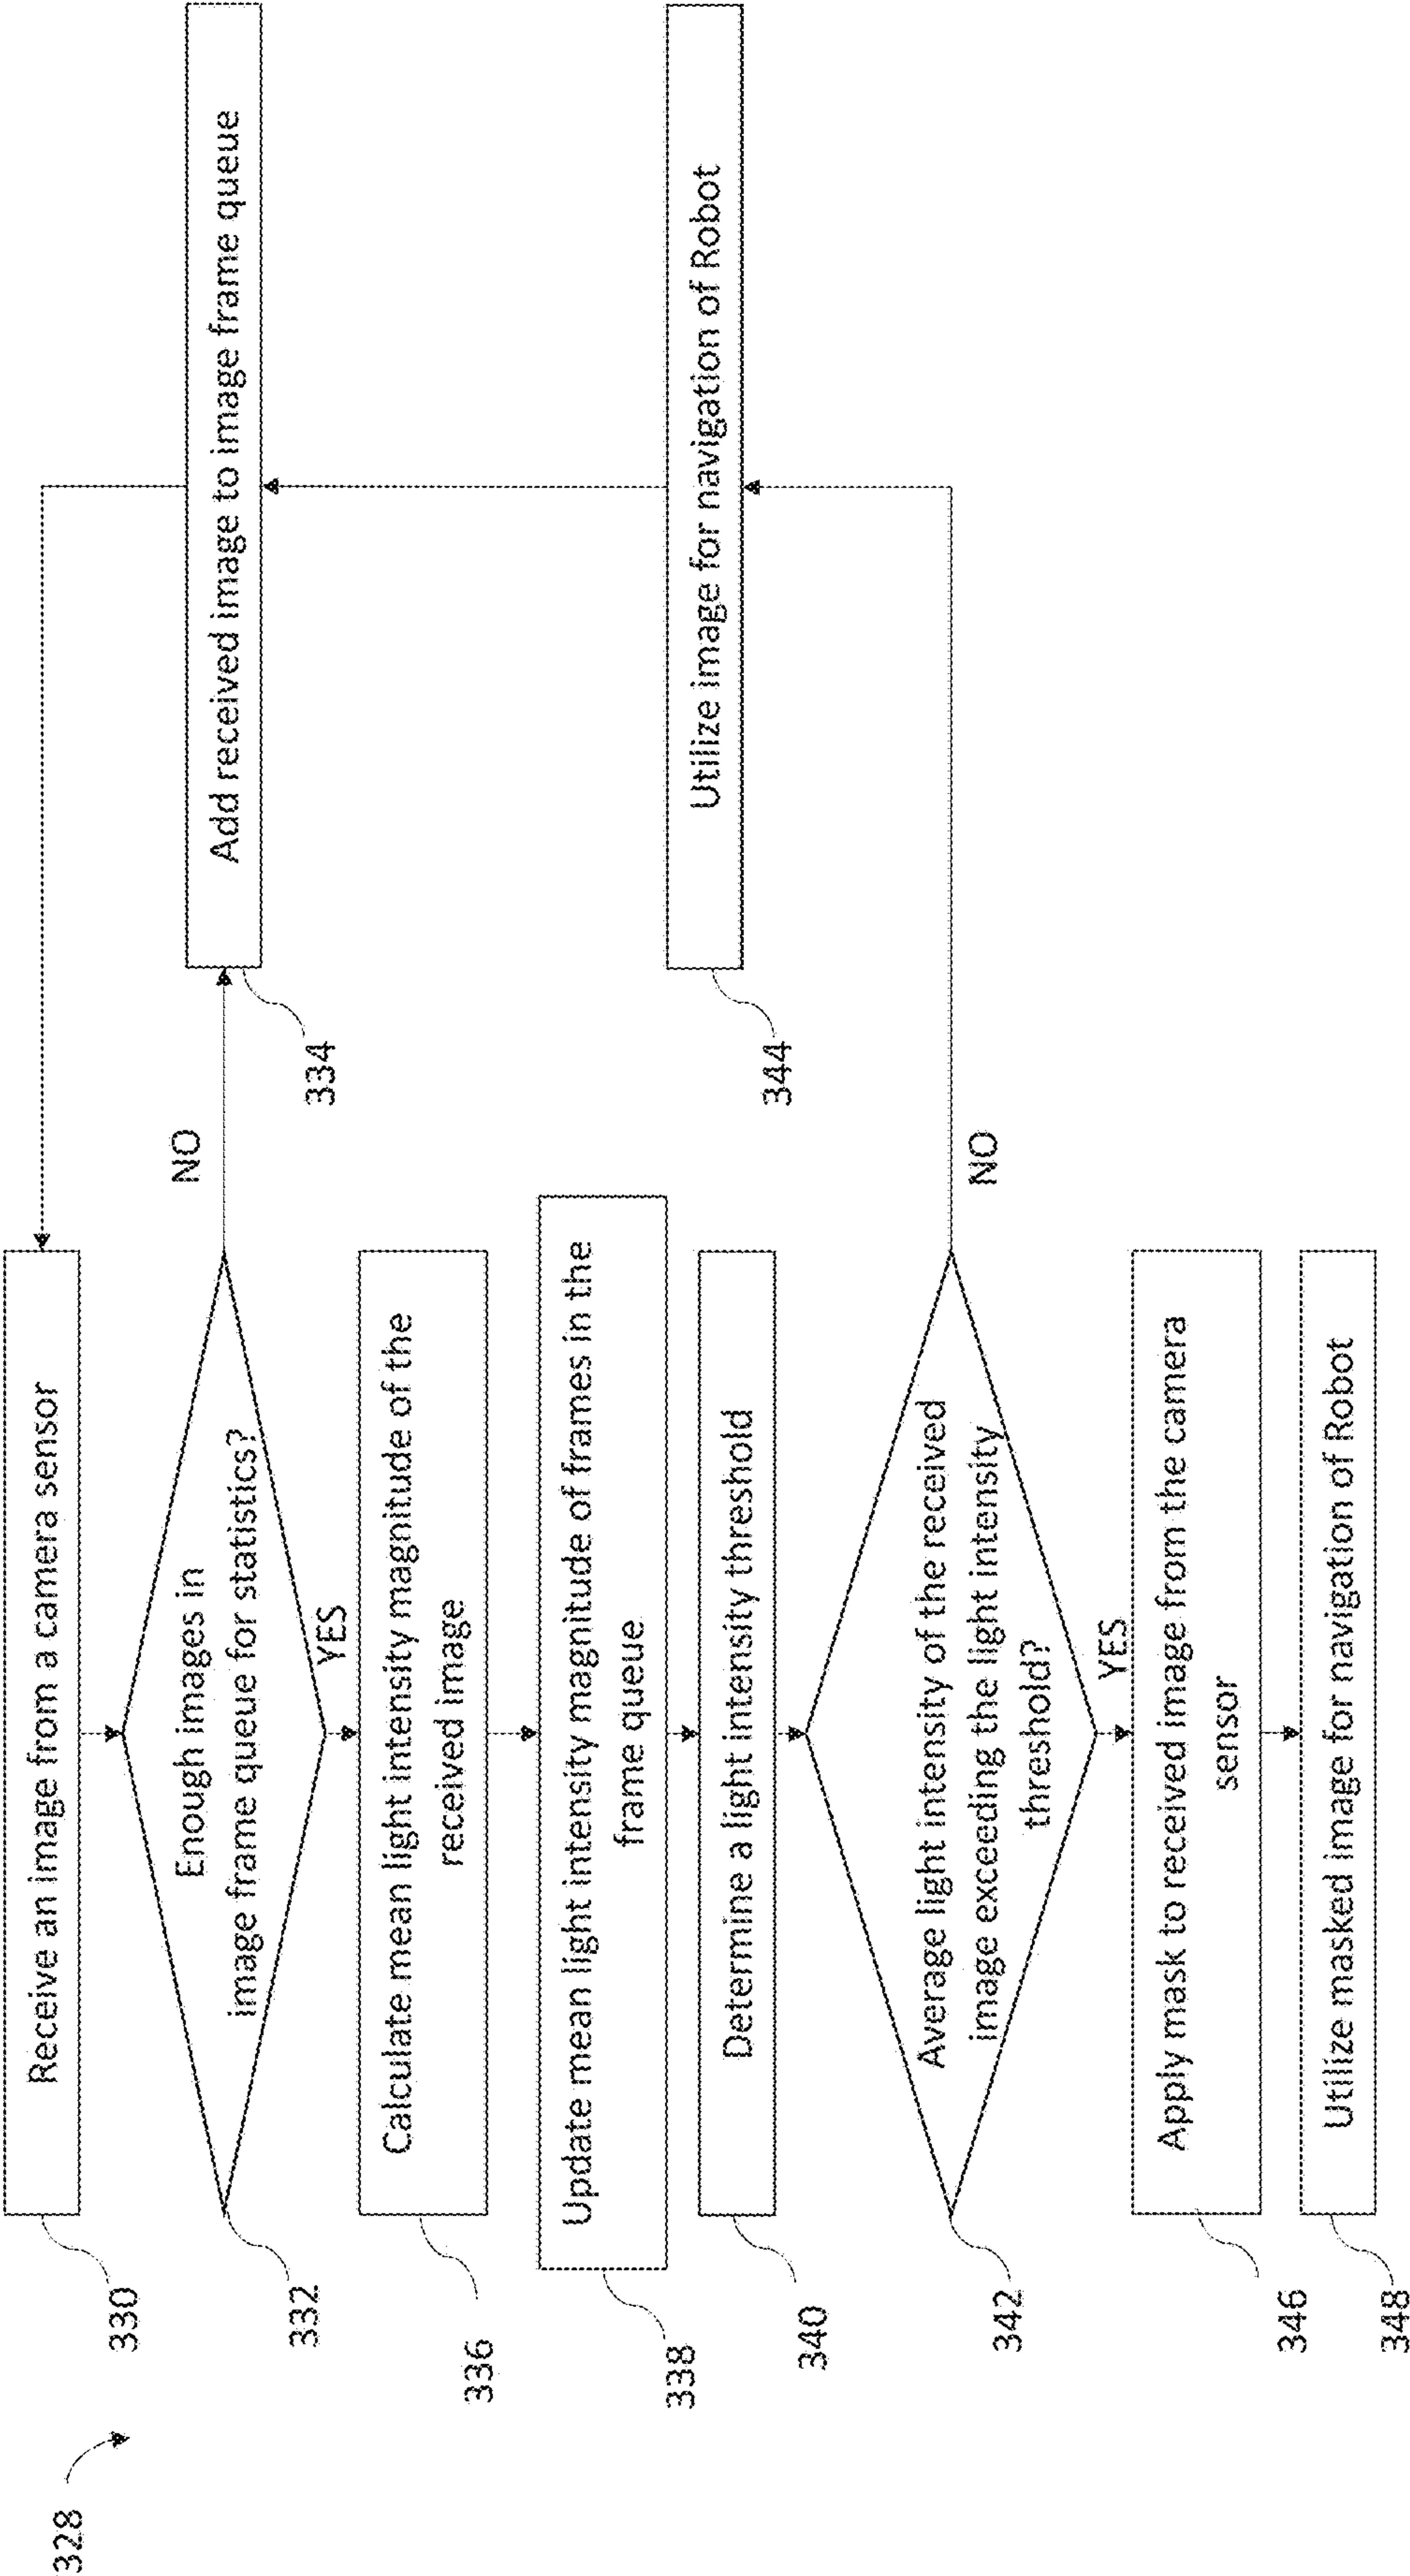 328
330
Receive an image from a camera sensor
332
Enough images in
image frame queue for statistics?
NO
YES
334
Add received image to image frame queue
336
Calculate mean light intensity magnitude of the
received image
338
Update mean light intensity magnitude of frames in the
frame queue
340
Determine a light intensity threshold
342
Average light intensity of the received
image exceeding the light intensity
threshold?
NO
YES
344
Utilize image for navigation of Robot
346
Apply mask to received image from the camera
sensor
348
Utilize masked image for navigation of Robot